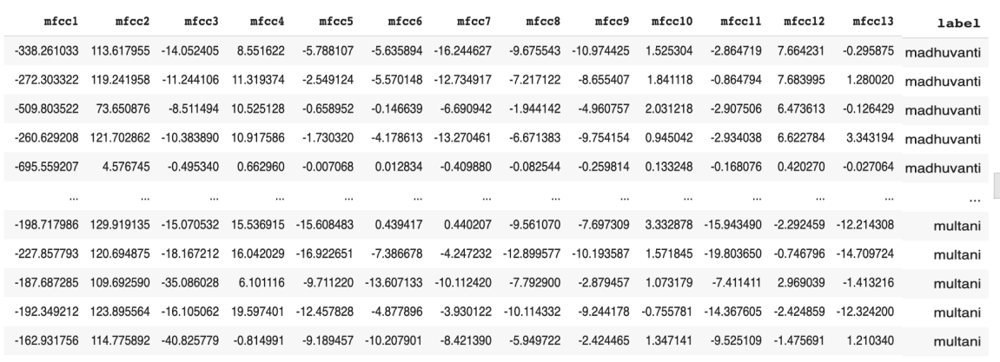 mfcc1 mfcc2 mfcc3 mfcc4 mfcc5 mfcc6 mfcc7 mfcc8 mfcc9 mfcc10 mfcc11 mfcc12 mfcc13 label
-338.261033 113.617955 -14.052405 8.551622 -5.788107 -5.635894 -16.244627 -9.675543 -10.974425 1.525304 -2.864719 7.664231 -0.295875 madhuvanti
-272.303322 119.241958 -11.244106 11.319374 -2.549124 -5.570148 -12.734917 -7.217122 -8.655407 1.841118 -0.864794 7.683995 1.280020 madhuvanti
-509.803522 73.650876 -8.511494 10.525128 -0.658952 -0.146639 -6.690942 -1.944142 -4.960757 2.031218 -2.907506 6.473613 -0.126429 madhuvanti
-260.629208 121.702862 -10.383890 10.917586 -1.730320 -4.178613 -13.270461 -6.671383 -9.754154 0.945042 -2.934038 6.622784 3.343194 madhuvanti
-695.559207 4.576745 -0.495340 0.662960 -0.007068 0.012834 -0.409880 -0.082544 -0.259814 0.133248 -0.168076 0.420270 -0.027064 madhuvanti
... ... ... ... ... ... ... ... ... ... ... ... ... ...
-198.717986 129.919135 -15.070532 15.536915 -15.608483 0.439417 0.440207 -9.561070 -7.697309 3.332878 -15.943490 -2.292459 -12.214308 multani
-227.857793 120.694875 -18.167212 16.042029 -16.922651 -7.386678 -4.247232 -12.899577 -10.193587 1.571845 -19.803650 -0.746796 -14.709724 multani
-187.687285 109.692590 -35.086028 6.101116 -9.711220 -13.607133 -10.112420 -7.792900 -2.879457 1.073179 -7.411411 2.969039 -1.413216 multani
-192.349212 123.895564 -16.105062 19.597401 -12.457828 -4.877896 -3.930122 -10.114332 -9.244178 -0.755781 -14.367605 -2.424859 -12.324200 multani
-162.931756 114.775892 -40.825779 -0.814991 -9.189457 -10.207901 -8.421390 -5.949722 -2.424465 1.347141 -9.525109 -1.475691 1.210340 multani